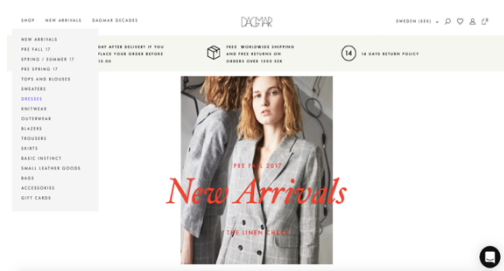 SHOP NEW ARRIVALS DAGMAR DECADES
DAGMAR
SWEDEN (SEK)
NEW ARRIVALS
PRE FALL 17
SPRING / SUMMER 17
PRE SPRING 17
TOPS AND BLOUSES
SWEATERS
DRESSES
KNITWEAR
OUTERWEAR
BLAZERS
TROUSERS
SKIRTS
BASIC INSTINCT
SMALL LEATHER GOODS
BAGS
ACCESSORIES
GIFT CARDS
DAY AFTER DELIVERY IF YOU
PLACE YOUR ORDER BEFORE
FREE WORLDWIDE SHIPPING
AND FREE RETURNS ON
ORDERS OVER
14
14 DAYS RETURN POLICY
PRE FALL 2017
New Arrivals
THE LINEN CHECK